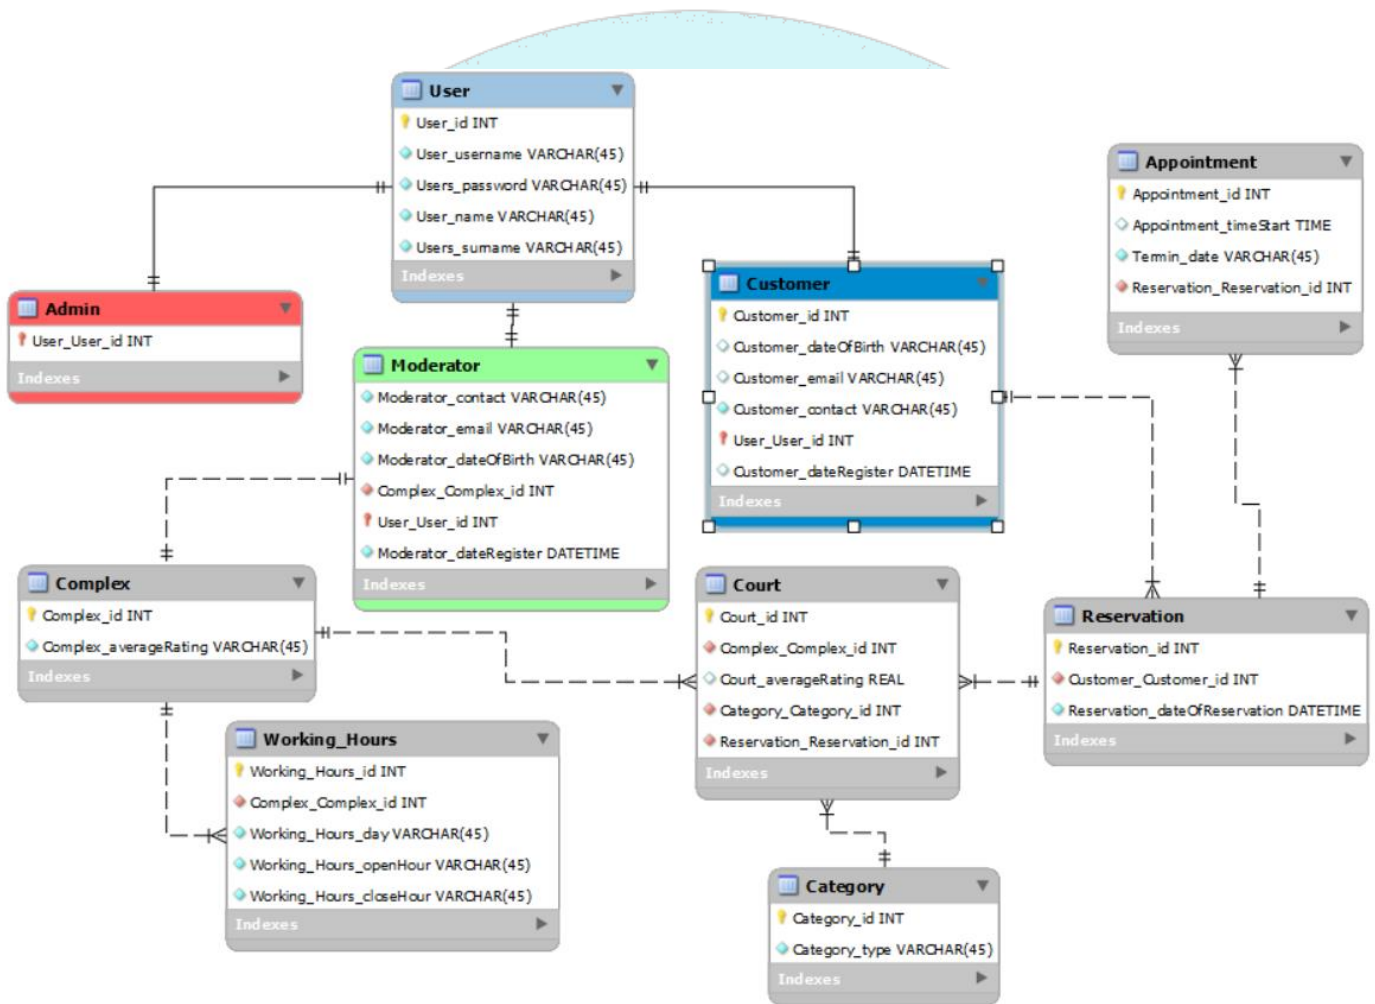 User
User_id INT
User_username VARCHAR(45)
Users_password VARCHAR(45)
User_name VARCHAR(45)
Users_surname VARCHAR(45)
Indexes
Appointment
Appointment_id INT
Appointment_timeStart TIME
Termin_date VARCHAR(45)
Reservation_Reservation_id INT
Indexes
Admin
User_User_id INT
Indexes
Customer
Customer_id INT
Customer_dateOfBirth VARCHAR(45)
Customer_email VARCHAR(45)
Customer_contact VARCHAR(45)
User_User_id INT
Customer_dateRegister DATETIME
Indexes
Moderator
Moderator_contact VARCHAR(45)
Moderator_email VARCHAR(45)
Moderator_dateOfBirth VARCHAR(45)
Complex_Complex_id INT
User_User_id INT
Moderator_dateRegister DATETIME
Indexes
Complex
Complex_id INT
Complex_averageRating VARCHAR(45)
Indexes
Court
Court_id INT
Complex_Complex_id INT
Court_averageRating REAL
Category_Category_id INT
Reservation_Reservation_id INT
Indexes
Reservation
Reservation_id INT
Customer_Customer_id INT
Reservation_dateOfReservation DATETIME
Indexes
Working_Hours
Working_Hours_id INT
Complex_Complex_id INT
Working_Hours_day VARCHAR(45)
Working_Hours_openHour VARCHAR(45)
Working_Hours_closeHour VARCHAR(45)
Indexes
Category
Category_id INT
Category_type VARCHAR(45)
Indexes